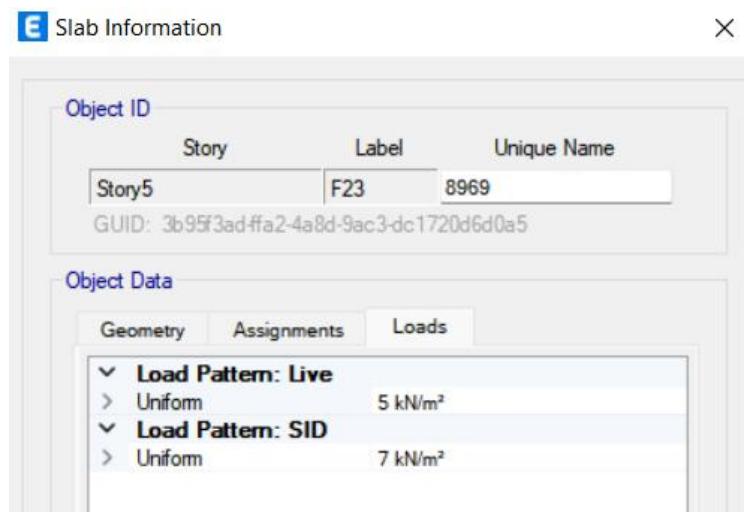 E Slab Information
Object ID
Story Label Unique Name
Story5 F23 8969
GUID: 3b95f3ad-ffa2-4a8d-9ac3-dc1720d6d0a5
Object Data
Geometry Assignments Loads
Load Pattern: Live
Uniform 5 kN/m²
Load Pattern: SID
Uniform 7 kN/m²